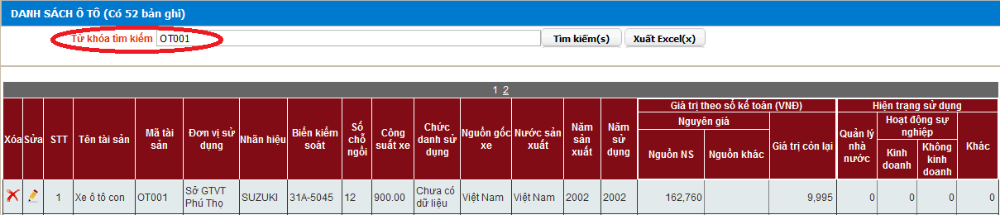 DANH SÁCH Ô TÔ (Có 52 bản ghi)
Từ khóa tìm kiếm OT001 Tìm kiếm(s) Xuất Excel(x)
1 2
Xóa Sửa STT Tên tài sản Mã tài sản Đơn vị sử dụng Nhãn hiệu Biển kiểm soát Số chỗ ngồi Công suất xe Chức danh sử dụng Nguồn gốc xe Nước sản xuất Năm sản xuất Năm sử dụng Giá trị theo sổ kế toán (VNĐ) Hiện trạng sử dụng
Nguyên giá Giá trị còn lại Quản lý nhà nước Hoạt động sự nghiệp Khác
Nguồn NS Nguồn khác Kinh doanh Không kinh doanh
1 Xe ô tô con OT001 Sở GTVT Phú Thọ SUZUKI 31A-5045 12 900.00 Chưa có dữ liệu Việt Nam Việt Nam 2002 2002 162,760 9,995 0 0 0 0